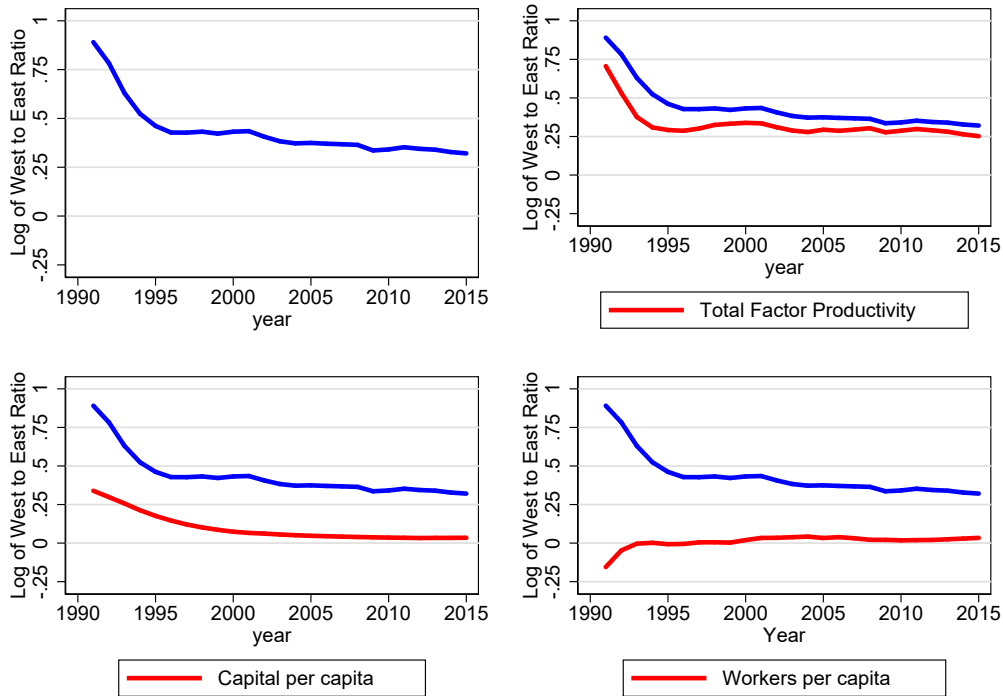 Log of West to East Ratio
1
.75
.5
.25
0
-.25
1990 1995 2000 2005 2010 2015
year
Log of West to East Ratio
1
.75
.5
.25
0
-.25
1990 1995 2000 2005 2010 2015
year
Total Factor Productivity
Log of West to East Ratio
1
.75
.5
.25
0
-.25
1990 1995 2000 2005 2010 2015
year
Capital per capita
Log of West to East Ratio
1
.75
.5
.25
0
-.25
1990 1995 2000 2005 2010 2015
Year
Workers per capita